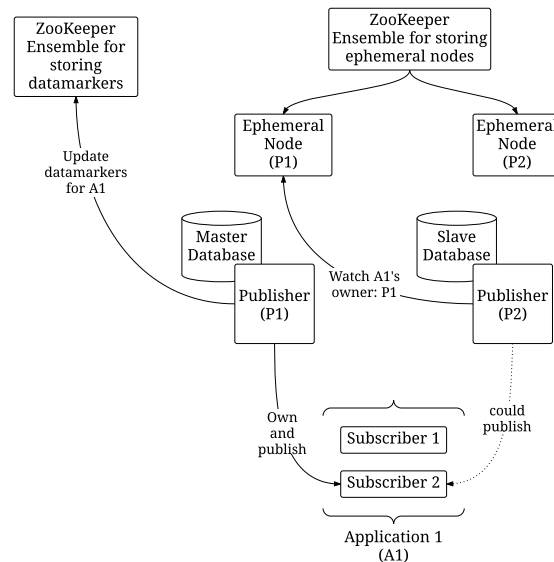 ZooKeeper
Ensemble for
storing
datamarkers
ZooKeeper
Ensemble for storing
ephemeral nodes
Ephemeral
Node
(P1)
Ephemeral
Node
(P2)
Update
datamarkers
for A1
Master
Database
Publisher
(P1)
Watch A1's
owner: P1
Slave
Database
Publisher
(P2)
Own
and
publish
could
publish
Subscriber 1
Subscriber 2
Application 1
(A1)